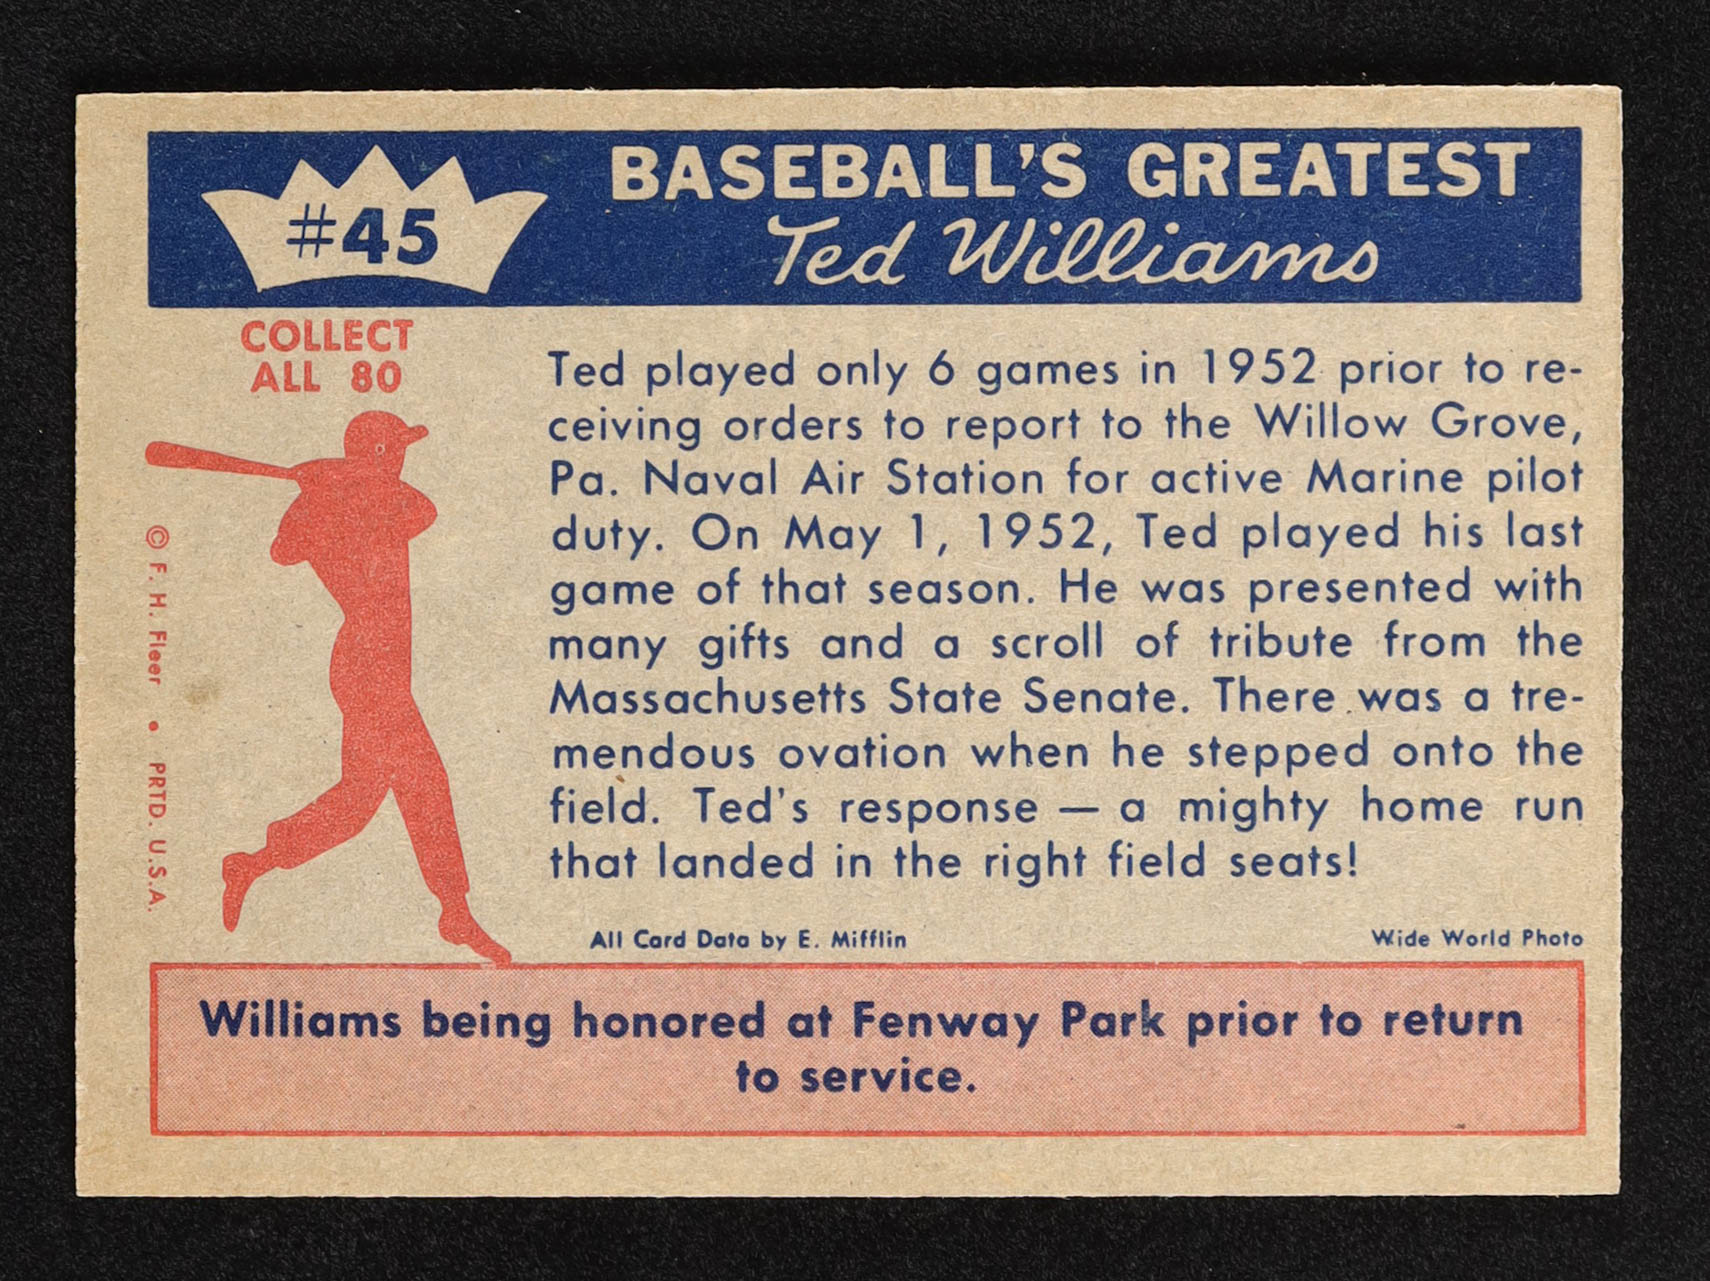 #45
BASEBALL'S GREATEST
Ted Williams
COLLECT
ALL 80
Ted played only 6 games in 1952 prior to re-
ceiving orders to report to the Willow Grove,
Pa. Naval Air Station for active Marine pilot
duty. On May 1, 1952, Ted played his last
game of that season. He was presented with
many gifts and a scroll of tribute from the
Massachusetts State Senate. There was a tre-
mendous ovation when he stepped onto the
field. Ted's response — a mighty home run
that landed in the right field seats!
© F. H. Fleer • PRTD. U.S.A.
All Card Data by E. Mifflin
Wide World Photo
Williams being honored at Fenway Park prior to return
to service.